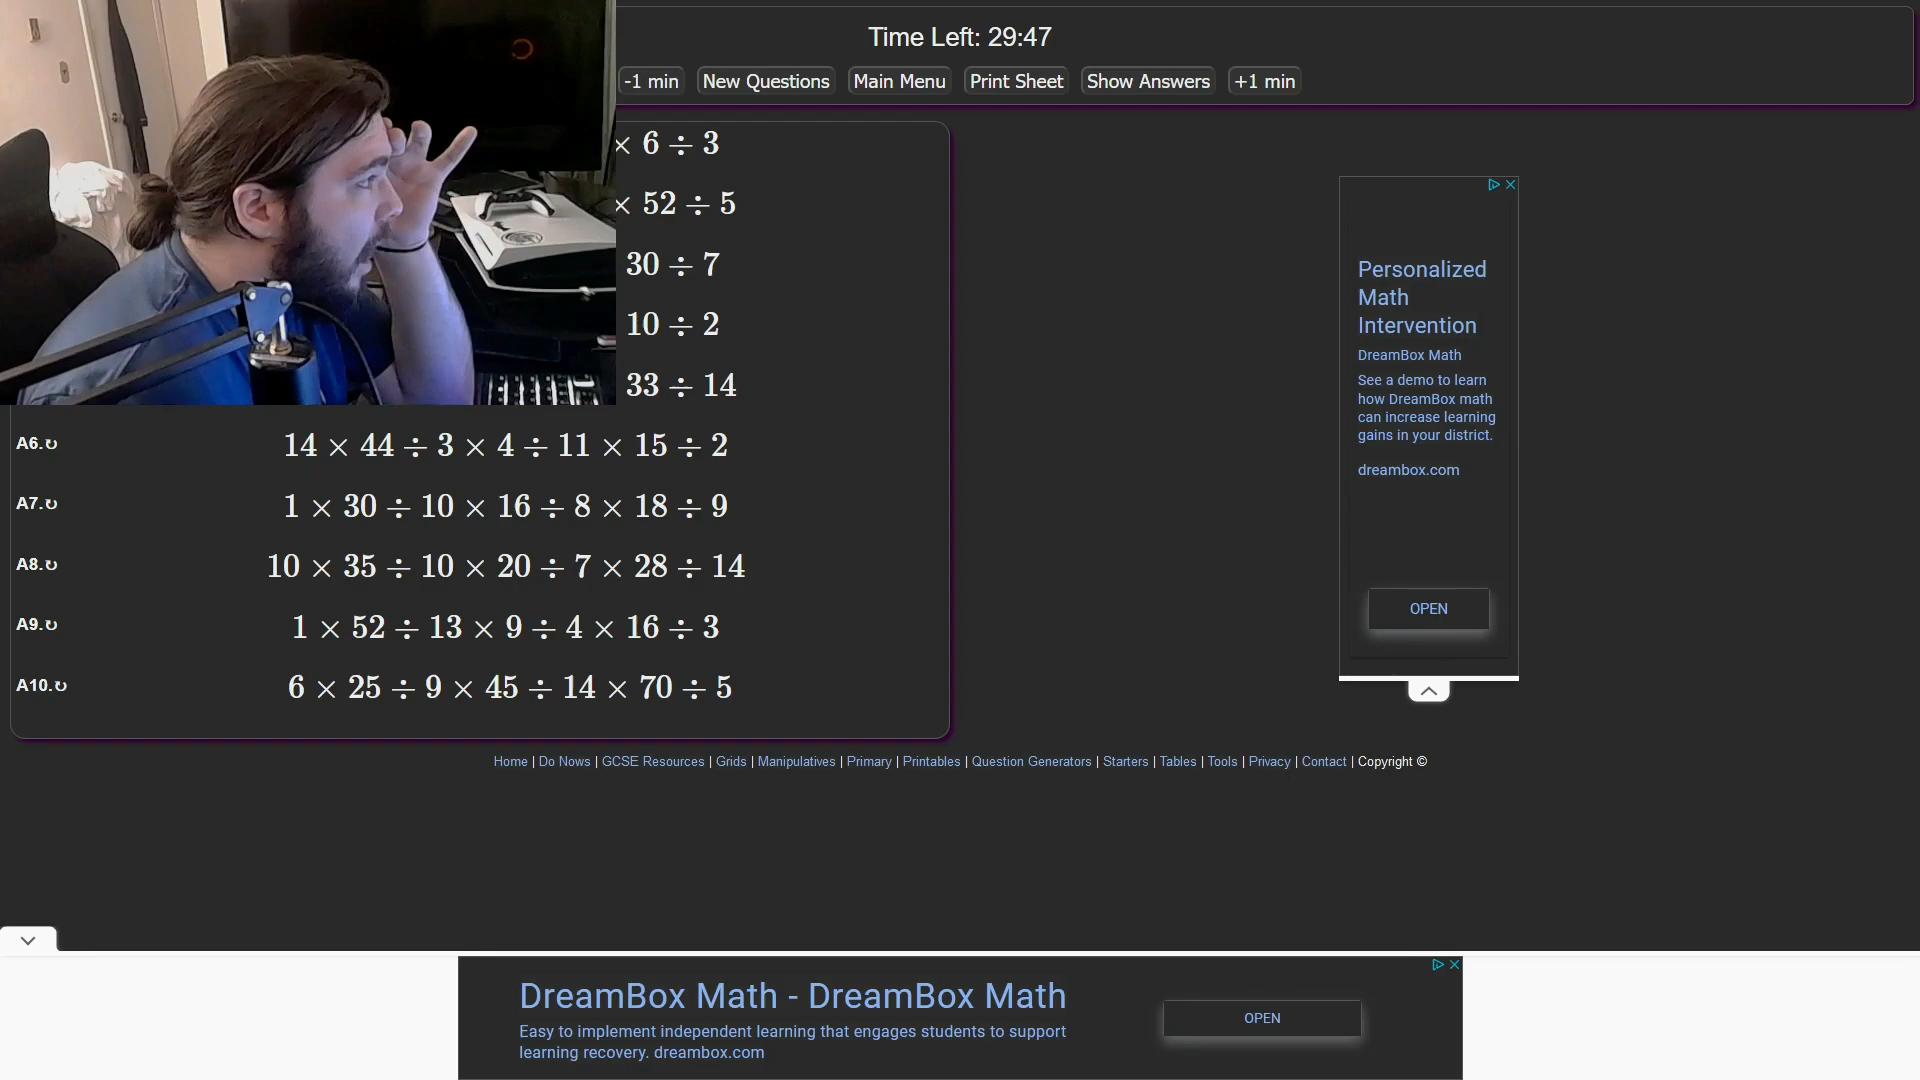 Time Left: 29:47
-1 min New Questions Main Menu Print Sheet Show Answers +1 min
× 6 ÷ 3
× 52 ÷ 5
30 ÷ 7
10 ÷ 2
33 ÷ 14
A6.↻ 14 × 44 ÷ 3 × 4 ÷ 11 × 15 ÷ 2
A7.↻ 1 × 30 ÷ 10 × 16 ÷ 8 × 18 ÷ 9
A8.↻ 10 × 35 ÷ 10 × 20 ÷ 7 × 28 ÷ 14
A9.↻ 1 × 52 ÷ 13 × 9 ÷ 4 × 16 ÷ 3
A10.↻ 6 × 25 ÷ 9 × 45 ÷ 14 × 70 ÷ 5
Personalized
Math
Intervention
DreamBox Math
See a demo to learn
how DreamBox math
can increase learning
gains in your district.
dreambox.com
OPEN
Home | Do Nows | GCSE Resources | Grids | Manipulatives | Primary | Printables | Question Generators | Starters | Tables | Tools | Privacy | Contact | Copyright ©
DreamBox Math - DreamBox Math
Easy to implement independent learning that engages students to support
learning recovery. dreambox.com
OPEN